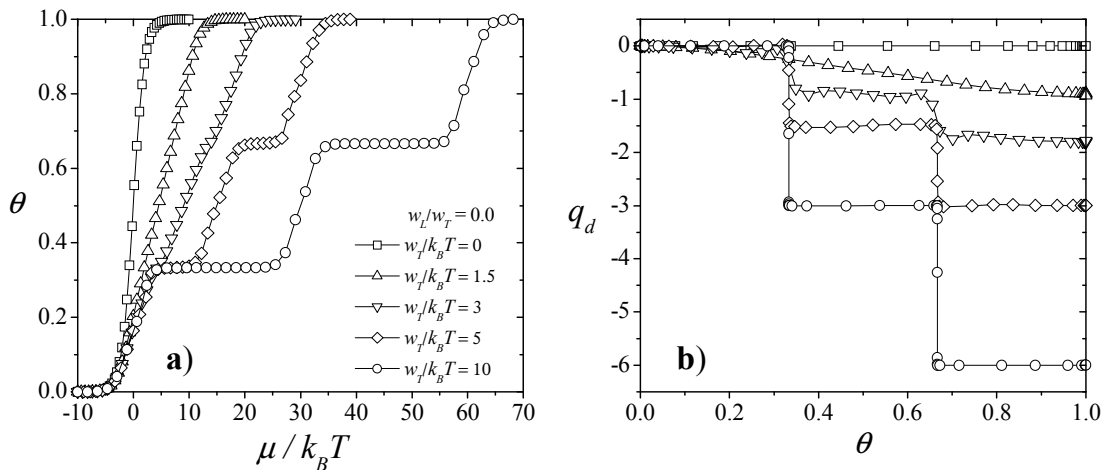 1.0
0.8
0.6
0.4
0.2
0.0
θ
-10 0 10 20 30 40 50 60 70
μ / k_B T
a)
w_L/w_T = 0.0
w_T/k_BT = 0
w_T/k_BT = 1.5
w_T/k_BT = 3
w_T/k_BT = 5
w_T/k_BT = 10
0
-1
-2
-3
-4
-5
-6
q_d
b)
0.0 0.2 0.4 0.6 0.8 1.0
θ